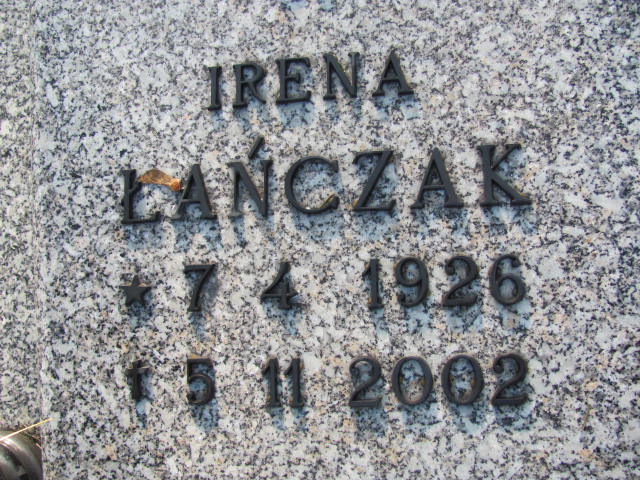 IRENA
ŁAŃCZAK
★ 7 4 1926
† 5 11 2002